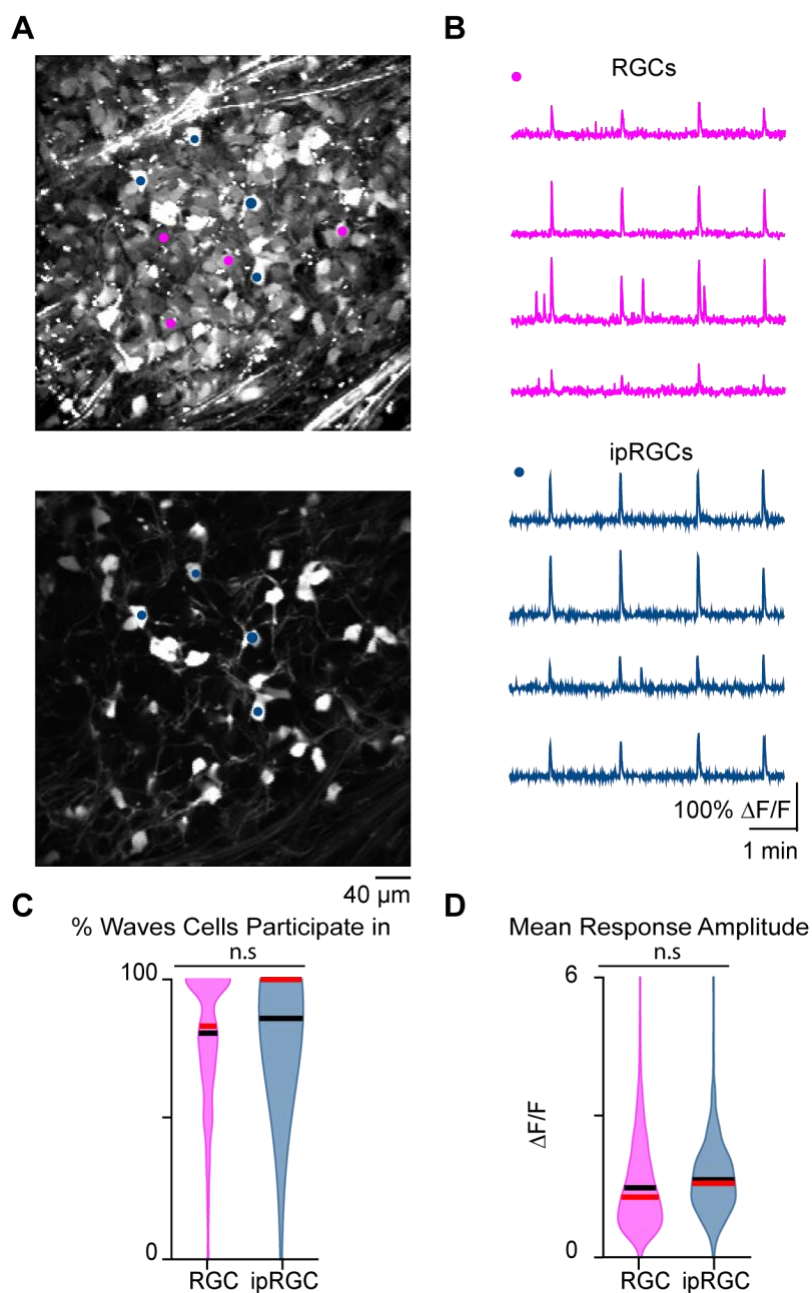 A
B
RGCs
ipRGCs
100% ΔF/F
1 min
40 µm
C
% Waves Cells Participate in
n.s
100
0
RGC ipRGC
D
Mean Response Amplitude
n.s
6
ΔF/F
0
RGC ipRGC